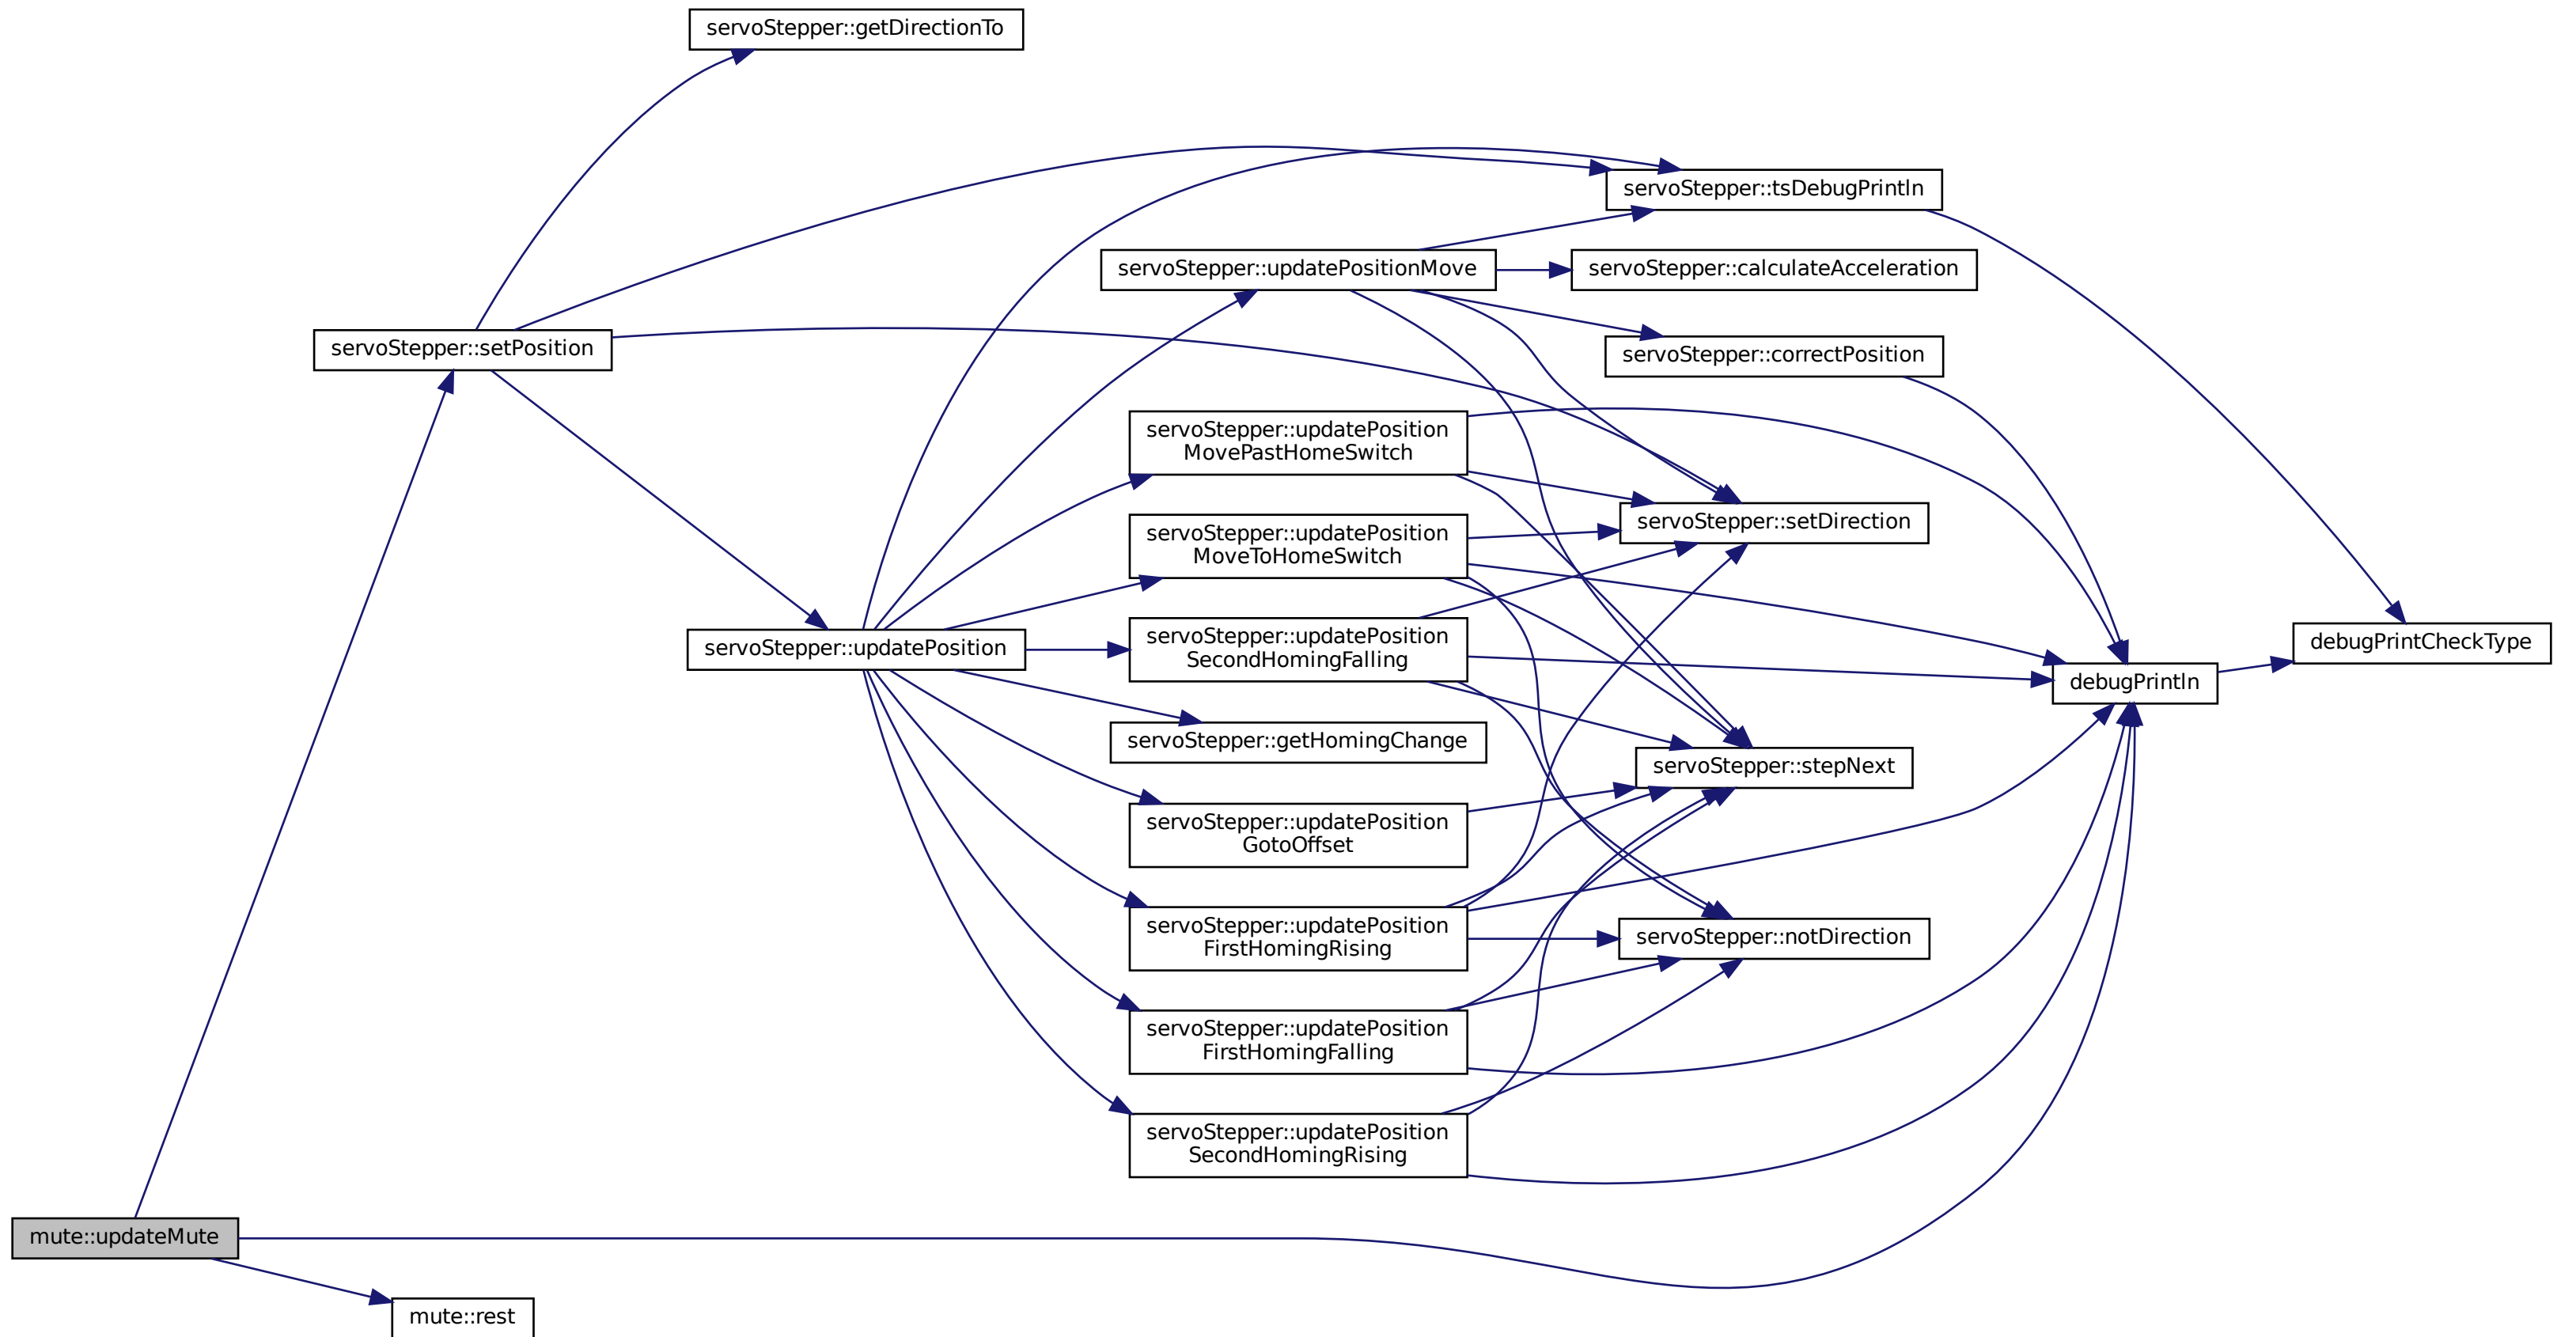 servoStepper::getDirectionTo
servoStepper::tsDebugPrintln
servoStepper::updatePositionMove
servoStepper::calculateAcceleration
servoStepper::setPosition
servoStepper::correctPosition
servoStepper::updatePosition
MovePastHomeSwitch
servoStepper::setDirection
servoStepper::updatePosition
MoveToHomeSwitch
servoStepper::updatePosition
servoStepper::updatePosition
SecondHomingFalling
debugPrintCheckType
debugPrintln
servoStepper::getHomingChange
servoStepper::stepNext
servoStepper::updatePosition
GotoOffset
servoStepper::updatePosition
FirstHomingRising
servoStepper::notDirection
servoStepper::updatePosition
FirstHomingFalling
servoStepper::updatePosition
SecondHomingRising
mute::updateMute
mute::rest